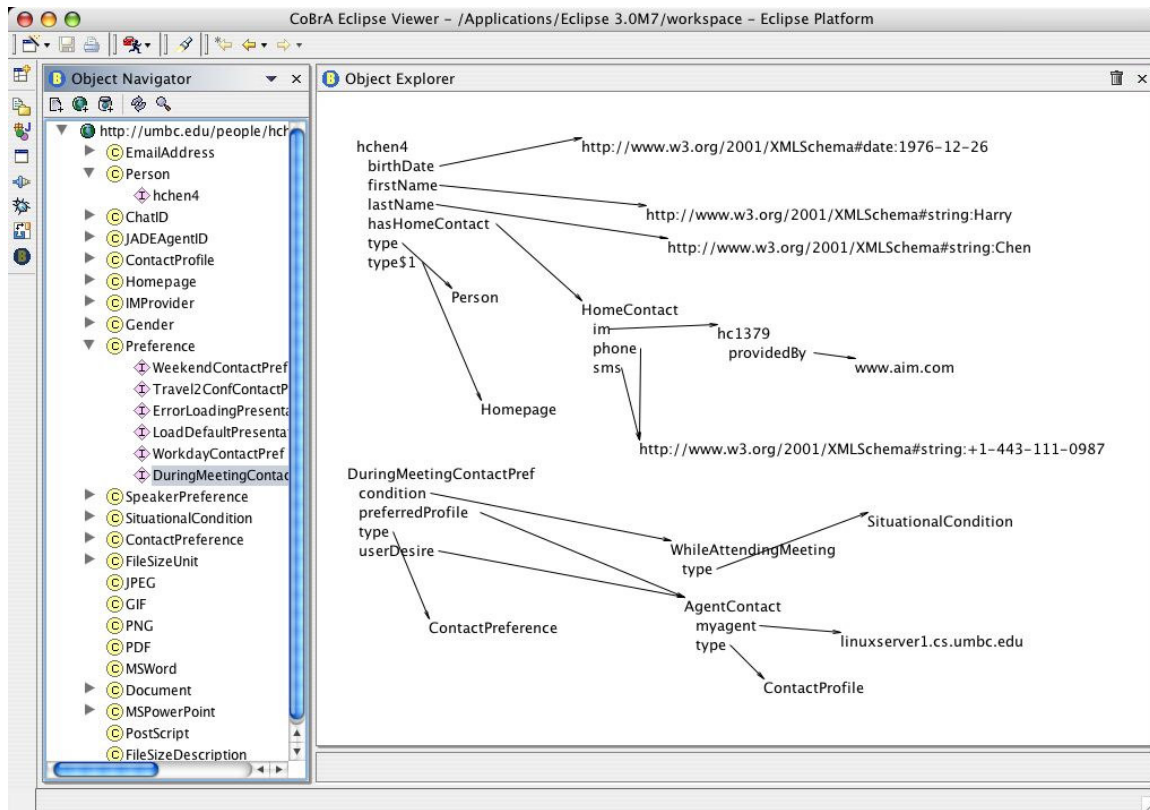 CoBrA Eclipse Viewer - /Applications/Eclipse 3.0M7/workspace - Eclipse Platform
Object Navigator
http://umbc.edu/people/hch
EmailAddress
Person
hchen4
ChatID
JADEAgentID
ContactProfile
Homepage
IMProvider
Gender
Preference
WeekendContactPref
Travel2ConfContactP
ErrorLoadingPresenta
LoadDefaultPresenta
WorkdayContactPref
DuringMeetingContac
SpeakerPreference
SituationalCondition
ContactPreference
FileSizeUnit
JPEG
GIF
PNG
PDF
MSWord
Document
MSPowerPoint
PostScript
FileSizeDescription
Object Explorer
hchen4
birthDate
http://www.w3.org/2001/XMLSchema#date:1976-12-26
firstName
http://www.w3.org/2001/XMLSchema#string:Harry
lastName
http://www.w3.org/2001/XMLSchema#string:Chen
hasHomeContact
type
type$1
Person
Homepage
HomeContact
im
phone
sms
hc1379
providedBy
www.aim.com
http://www.w3.org/2001/XMLSchema#string:+1-443-111-0987
DuringMeetingContactPref
condition
preferredProfile
type
userDesire
ContactPreference
WhileAttendingMeeting
type
SituationalCondition
AgentContact
myagent
type
linuxserver1.cs.umbc.edu
ContactProfile